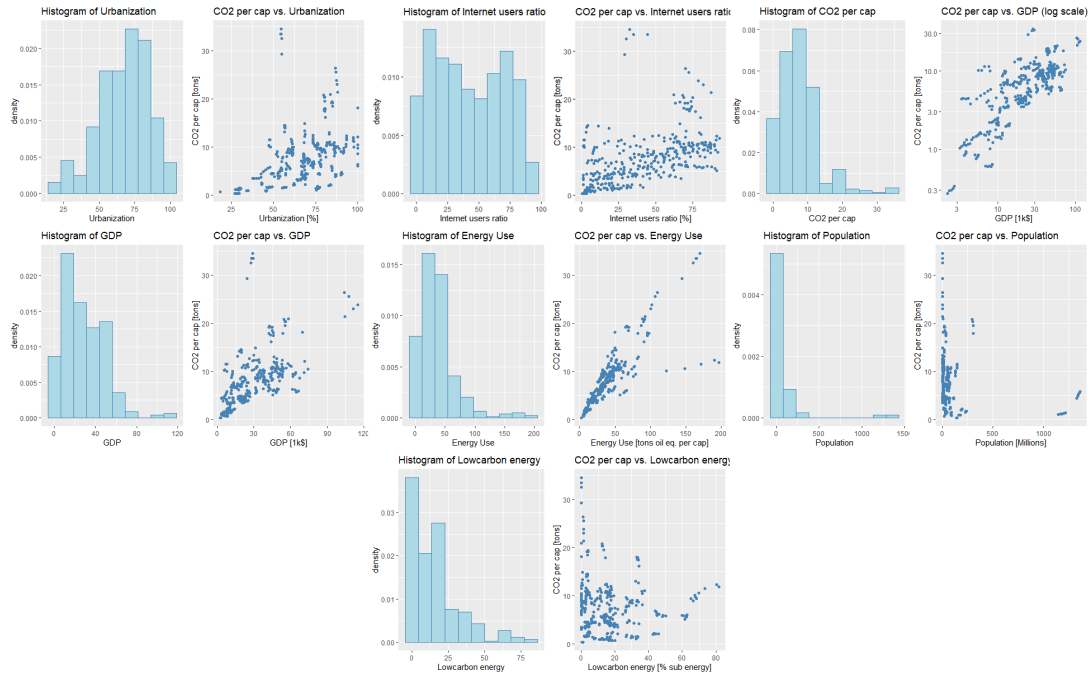 Histogram of Urbanization
density
0.020
0.015
0.010
0.005
0.000
25 50 75 100
Urbanization
CO2 per cap vs. Urbanization
CO2 per cap [tons]
30
20
10
0
25 50 75 100
Urbanization [%]
Histogram of Internet users ratio
density
0.010
0.005
0.000
0 25 50 75 100
Internet users ratio
CO2 per cap vs. Internet users ratio
CO2 per cap [tons]
30
20
10
0
0 25 50 75
Internet users ratio [%]
Histogram of CO2 per cap
density
0.08
0.06
0.04
0.02
0.00
0 10 20 30
CO2 per cap
CO2 per cap vs. GDP (log scale)
CO2 per cap [tons]
30.0
10.0
3.0
1.0
0.3
3 10 30 100
GDP [1k$]
Histogram of GDP
density
0.020
0.015
0.010
0.005
0.000
0 40 80 120
GDP
CO2 per cap vs. GDP
CO2 per cap [tons]
30
20
10
0
0 30 60 90 120
GDP [1k$]
Histogram of Energy Use
density
0.015
0.010
0.005
0.000
0 50 100 150 200
Energy Use
CO2 per cap vs. Energy Use
CO2 per cap [tons]
30
20
10
0
0 50 100 150 200
Energy Use [tons oil eq. per cap]
Histogram of Population
density
0.004
0.002
0.000
0 500 1000 1500
Population
CO2 per cap vs. Population
CO2 per cap [tons]
30
20
10
0
0 500 1000
Population [Millions]
Histogram of Lowcarbon energy
density
0.03
0.02
0.01
0.00
0 25 50 75
Lowcarbon energy
CO2 per cap vs. Lowcarbon energy
CO2 per cap [tons]
30
20
10
0
0 20 40 60 80
Lowcarbon energy [% sub energy]